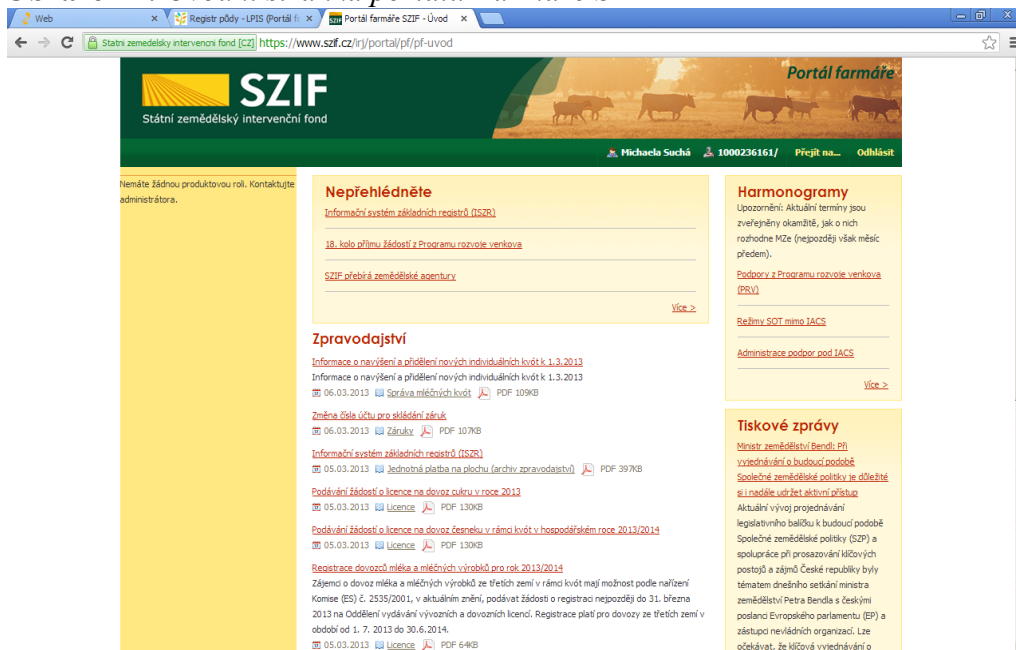 Web
Registr půdy - LPIS (Portál f
Portál farmáře SZIF - Úvod
Statni zemedelsky intervencni fond [CZ]
https://www.szif.cz/irj/portal/pf/pf-uvod
SZIF
Státní zemědělský intervenční fond
Portál farmáře
Michaela Suchá
1000236161/
Přejít na...
Odhlásit
Nemáte žádnou produktovou roli. Kontaktujte
administrátora.
Nepřehlédněte
Informační systém základních registrů (ISZR)
18. kolo příjmu žádostí z Programu rozvoje venkova
SZIF přebírá zemědělské agentury
Více >
Zpravodajství
Informace o navýšení a přidělení nových individuálních kvót k 1.3.2013
Informace o navýšení a přidělení nových individuálních kvót k 1.3.2013
06.03.2013 Správa mléčných kvót PDF 109KB
Změna čísla účtu pro skládání záruk
06.03.2013 Záruky PDF 107KB
Informační systém základních registrů (ISZR)
05.03.2013 Jednotná platba na plochu (archiv zpravodajství) PDF 397KB
Podávání žádostí o licence na dovoz cukru v roce 2013
05.03.2013 Licence PDF 130KB
Podávání žádostí o licence na dovoz česneku v rámci kvót v hospodářském roce 2013/2014
05.03.2013 Licence PDF 130KB
Registrace dovozců mléka a mléčných výrobků pro rok 2013/2014
Zájemci o dovoz mléka a mléčných výrobků ze třetích zemí v rámci kvót mají možnost podle nařízení
Komise (ES) č. 2535/2001, v aktuálním znění, podávat žádosti o registraci nejpozději do 31. března
2013 na Oddělení vydávání vývozních a dovozních licencí. Registrace platí pro dovozy ze třetích zemí v
období od 1. 7. 2013 do 30.6.2014.
05.03.2013 Licence PDF 64KB
Harmonogramy
Upozornění: Aktuální termíny jsou
zveřejněny okamžitě, jak o nich
rozhodne MZe (nejpozději však měsíc
předem).
Podpory z Programu rozvoje venkova
(PRV)
Režimy SOT mimo IACS
Administrace podpor pod IACS
Více >
Tiskové zprávy
Ministr zemědělství Bendl: Při
vyjednávání o budoucí podobě
Společné zemědělské politiky je důležité
si i nadále udržet aktivní přístup
Aktuální vývoj projednávání
legislativního balíčku k budoucí podobě
Společné zemědělské politiky (SZP) a
spolupráce při prosazování klíčových
postojů a zájmů České republiky byly
tématem dnešního setkání ministra
zemědělství Petra Bendla s českými
poslanci Evropského parlamentu (EP) a
zástupci nevládních organizací. Lze
očekávat, že klíčová vyjednávání o